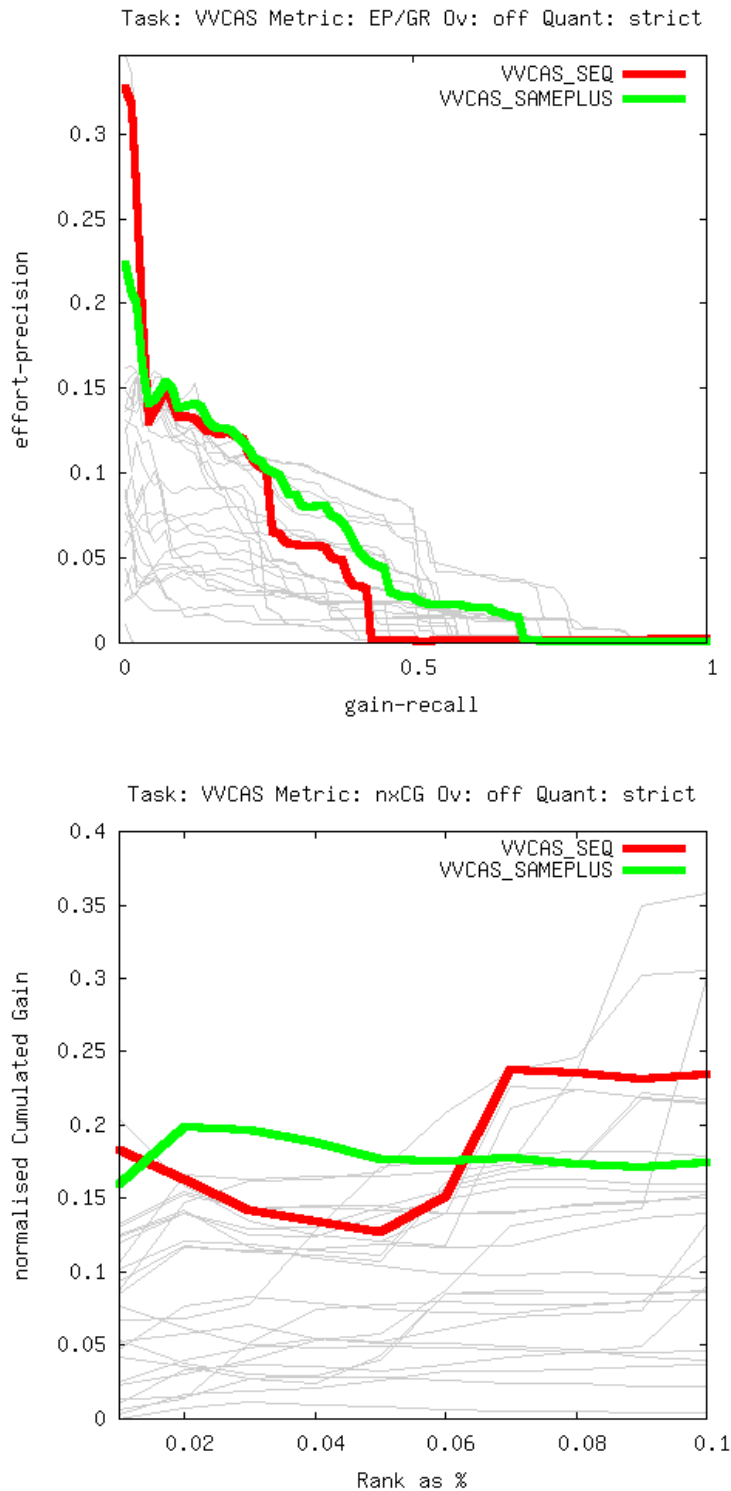 Task: VVCAS Metric: EP/GR Ov: off Quant: strict
VVCAS_SEQ
VVCAS_SAMEPLUS
0.3
0.25
0.2
0.15
0.1
0.05
0
effort-precision
0 0.5 1
gain-recall
Task: VVCAS Metric: nxCG Ov: off Quant: strict
VVCAS_SEQ
VVCAS_SAMEPLUS
0.4
0.35
0.3
0.25
0.2
0.15
0.1
0.05
0
normalised Cumulated Gain
0.02 0.04 0.06 0.08 0.1
Rank as %